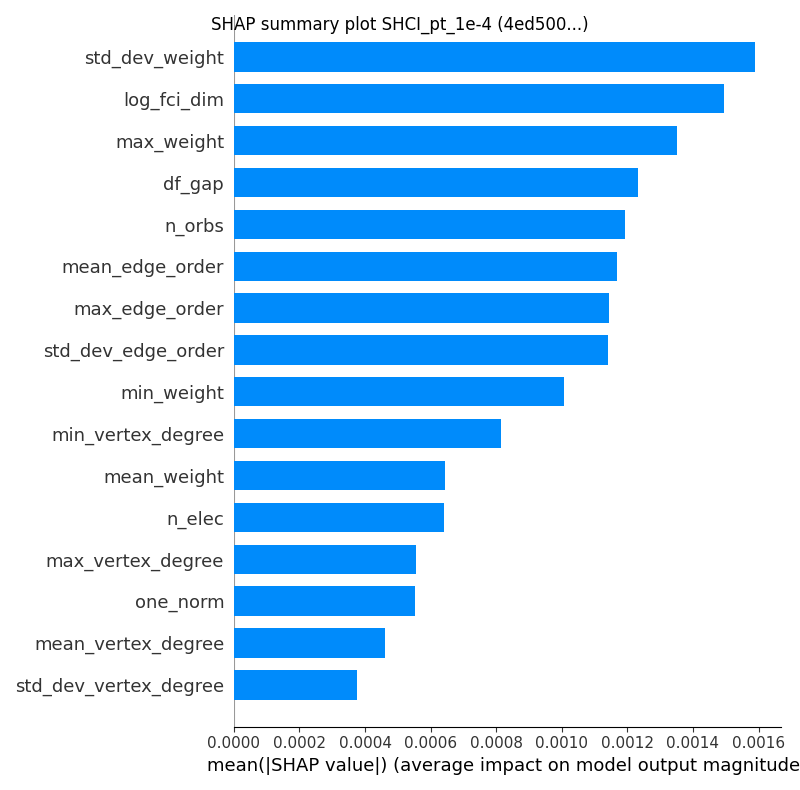 SHAP summary plot SHCI_pt_1e-4 (4ed500...)
std_dev_weight
log_fci_dim
max_weight
df_gap
n_orbs
mean_edge_order
max_edge_order
std_dev_edge_order
min_weight
min_vertex_degree
mean_weight
n_elec
max_vertex_degree
one_norm
mean_vertex_degree
std_dev_vertex_degree
0.0000 0.0002 0.0004 0.0006 0.0008 0.0010 0.0012 0.0014 0.0016
mean(|SHAP value|) (average impact on model output magnitude